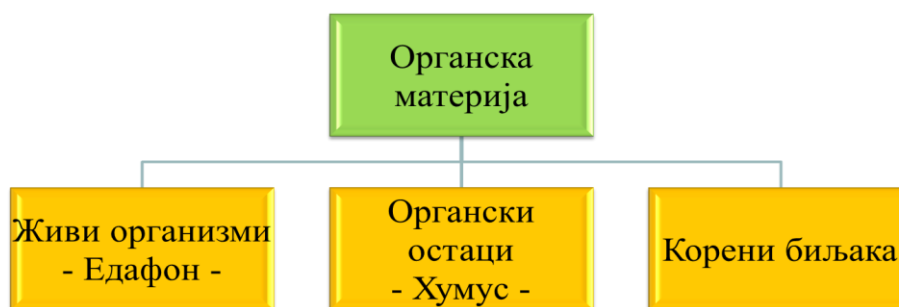 Органска
материја
Живи организми
- Едафон -
Органски
остаци
- Хумус -
Корени биљака